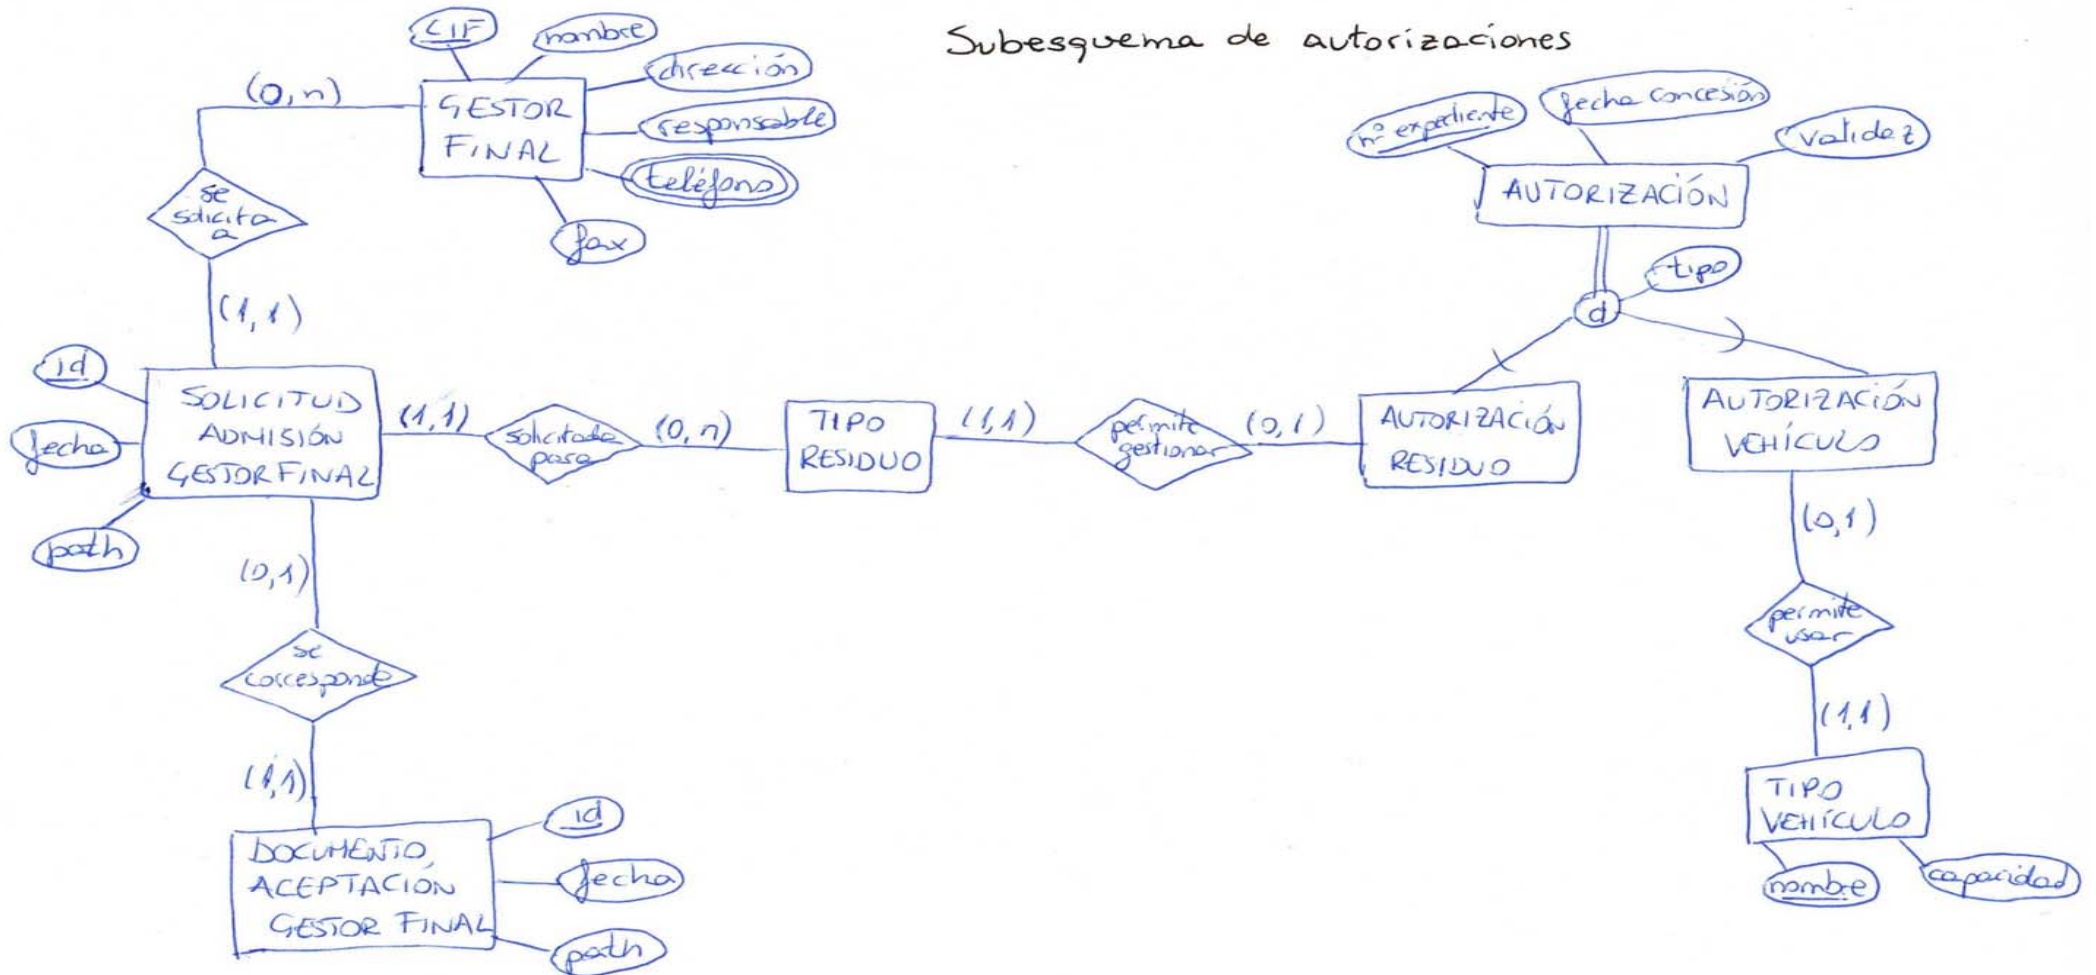 Subesquema de autorizaciones
CIF
nombre
dirección
responsable
teléfono
fax
GESTOR
FINAL
(0,n)
se
solicita
a
(1,1)
id
fecha
path
SOLICITUD
ADMISIÓN
GESTOR FINAL
(1,1)
solicitada
para
(0,n)
TIPO
RESIDUO
(1,1)
permite
gestionar
(0,1)
AUTORIZACIÓN
RESIDUO
nº expediente
fecha concesión
validez
AUTORIZACIÓN
tipo
d
AUTORIZACIÓN
VEHÍCULO
(0,1)
permite
usar
(1,1)
TIPO
VEHÍCULO
nombre
capacidad
(0,1)
se
corresponde
(1,1)
DOCUMENTO
ACEPTACIÓN
GESTOR FINAL
id
fecha
path